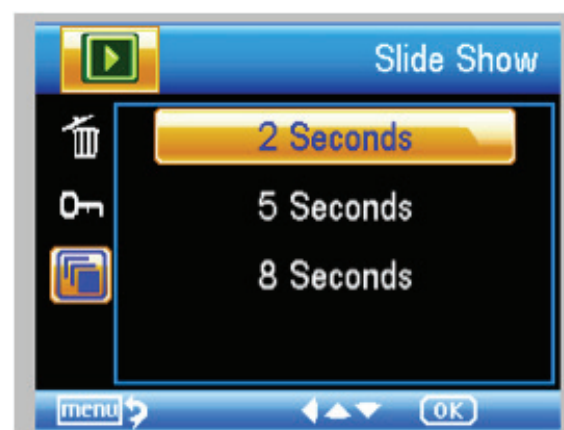 Slide Show
2 Seconds
5 Seconds
8 Seconds
menu
OK